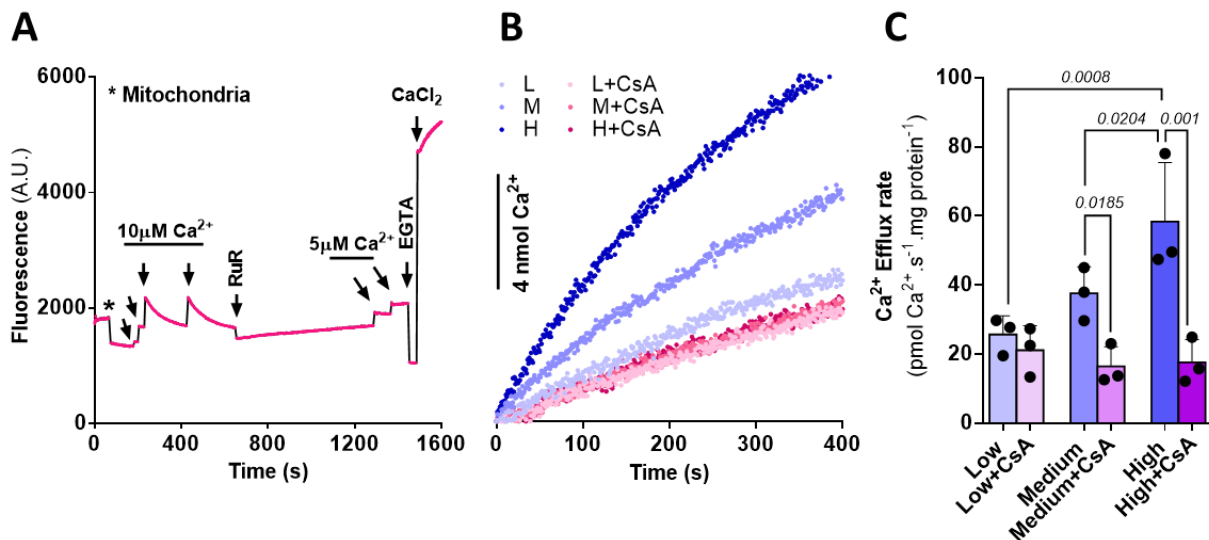 A
6000
4000
2000
0
Fluorescence (A.U.)
* Mitochondria
10μM Ca²⁺
*
RuR
5μM Ca²⁺
EGTA
CaCl₂
0 400 800 1200 1600
Time (s)
B
L L+CsA
M M+CsA
H H+CsA
4 nmol Ca²⁺
0 100 200 300 400
Time (s)
C
Ca²⁺ Efflux rate
(pmol Ca²⁺.s⁻¹.mg protein⁻¹)
100
80
60
40
20
0
0.0008
0.0204
0.001
0.0185
Low
Low+CsA
Medium
Medium+CsA
High
High+CsA